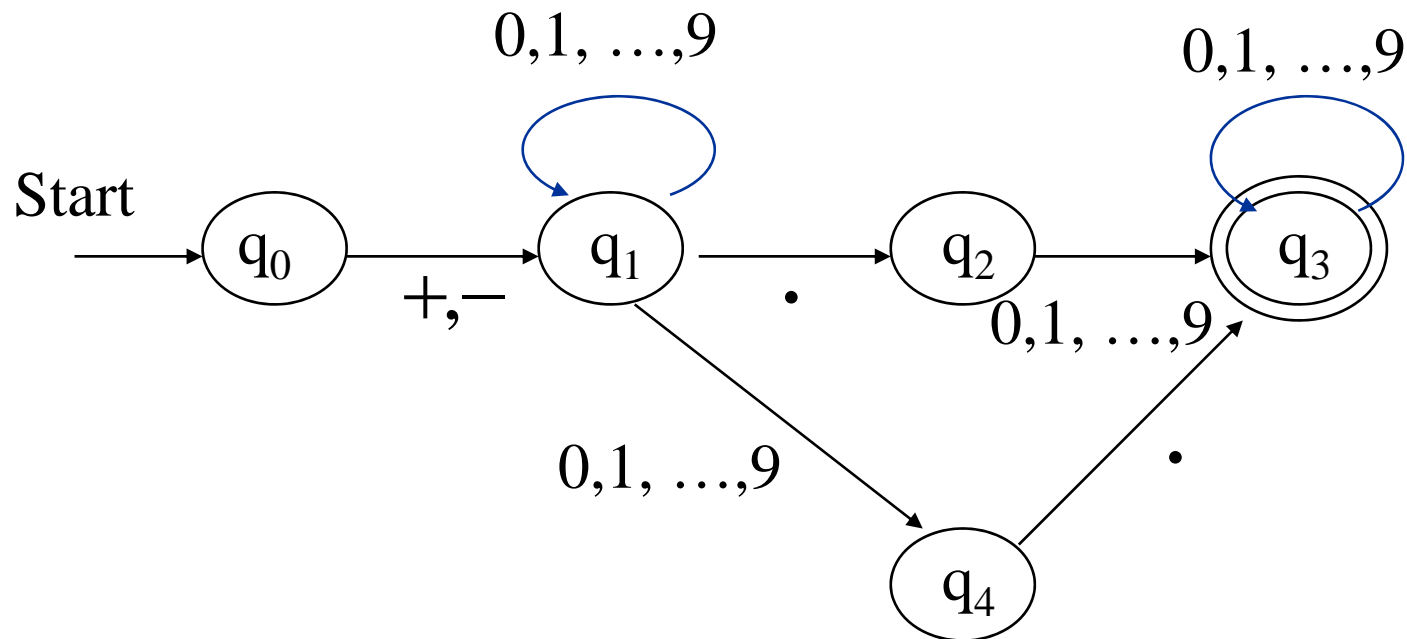 0,1, …,9
0,1, …,9
Start
q₀
+,−
q₁
.
q₂
0,1, …,9
q₃
0,1, …,9
.
q₄